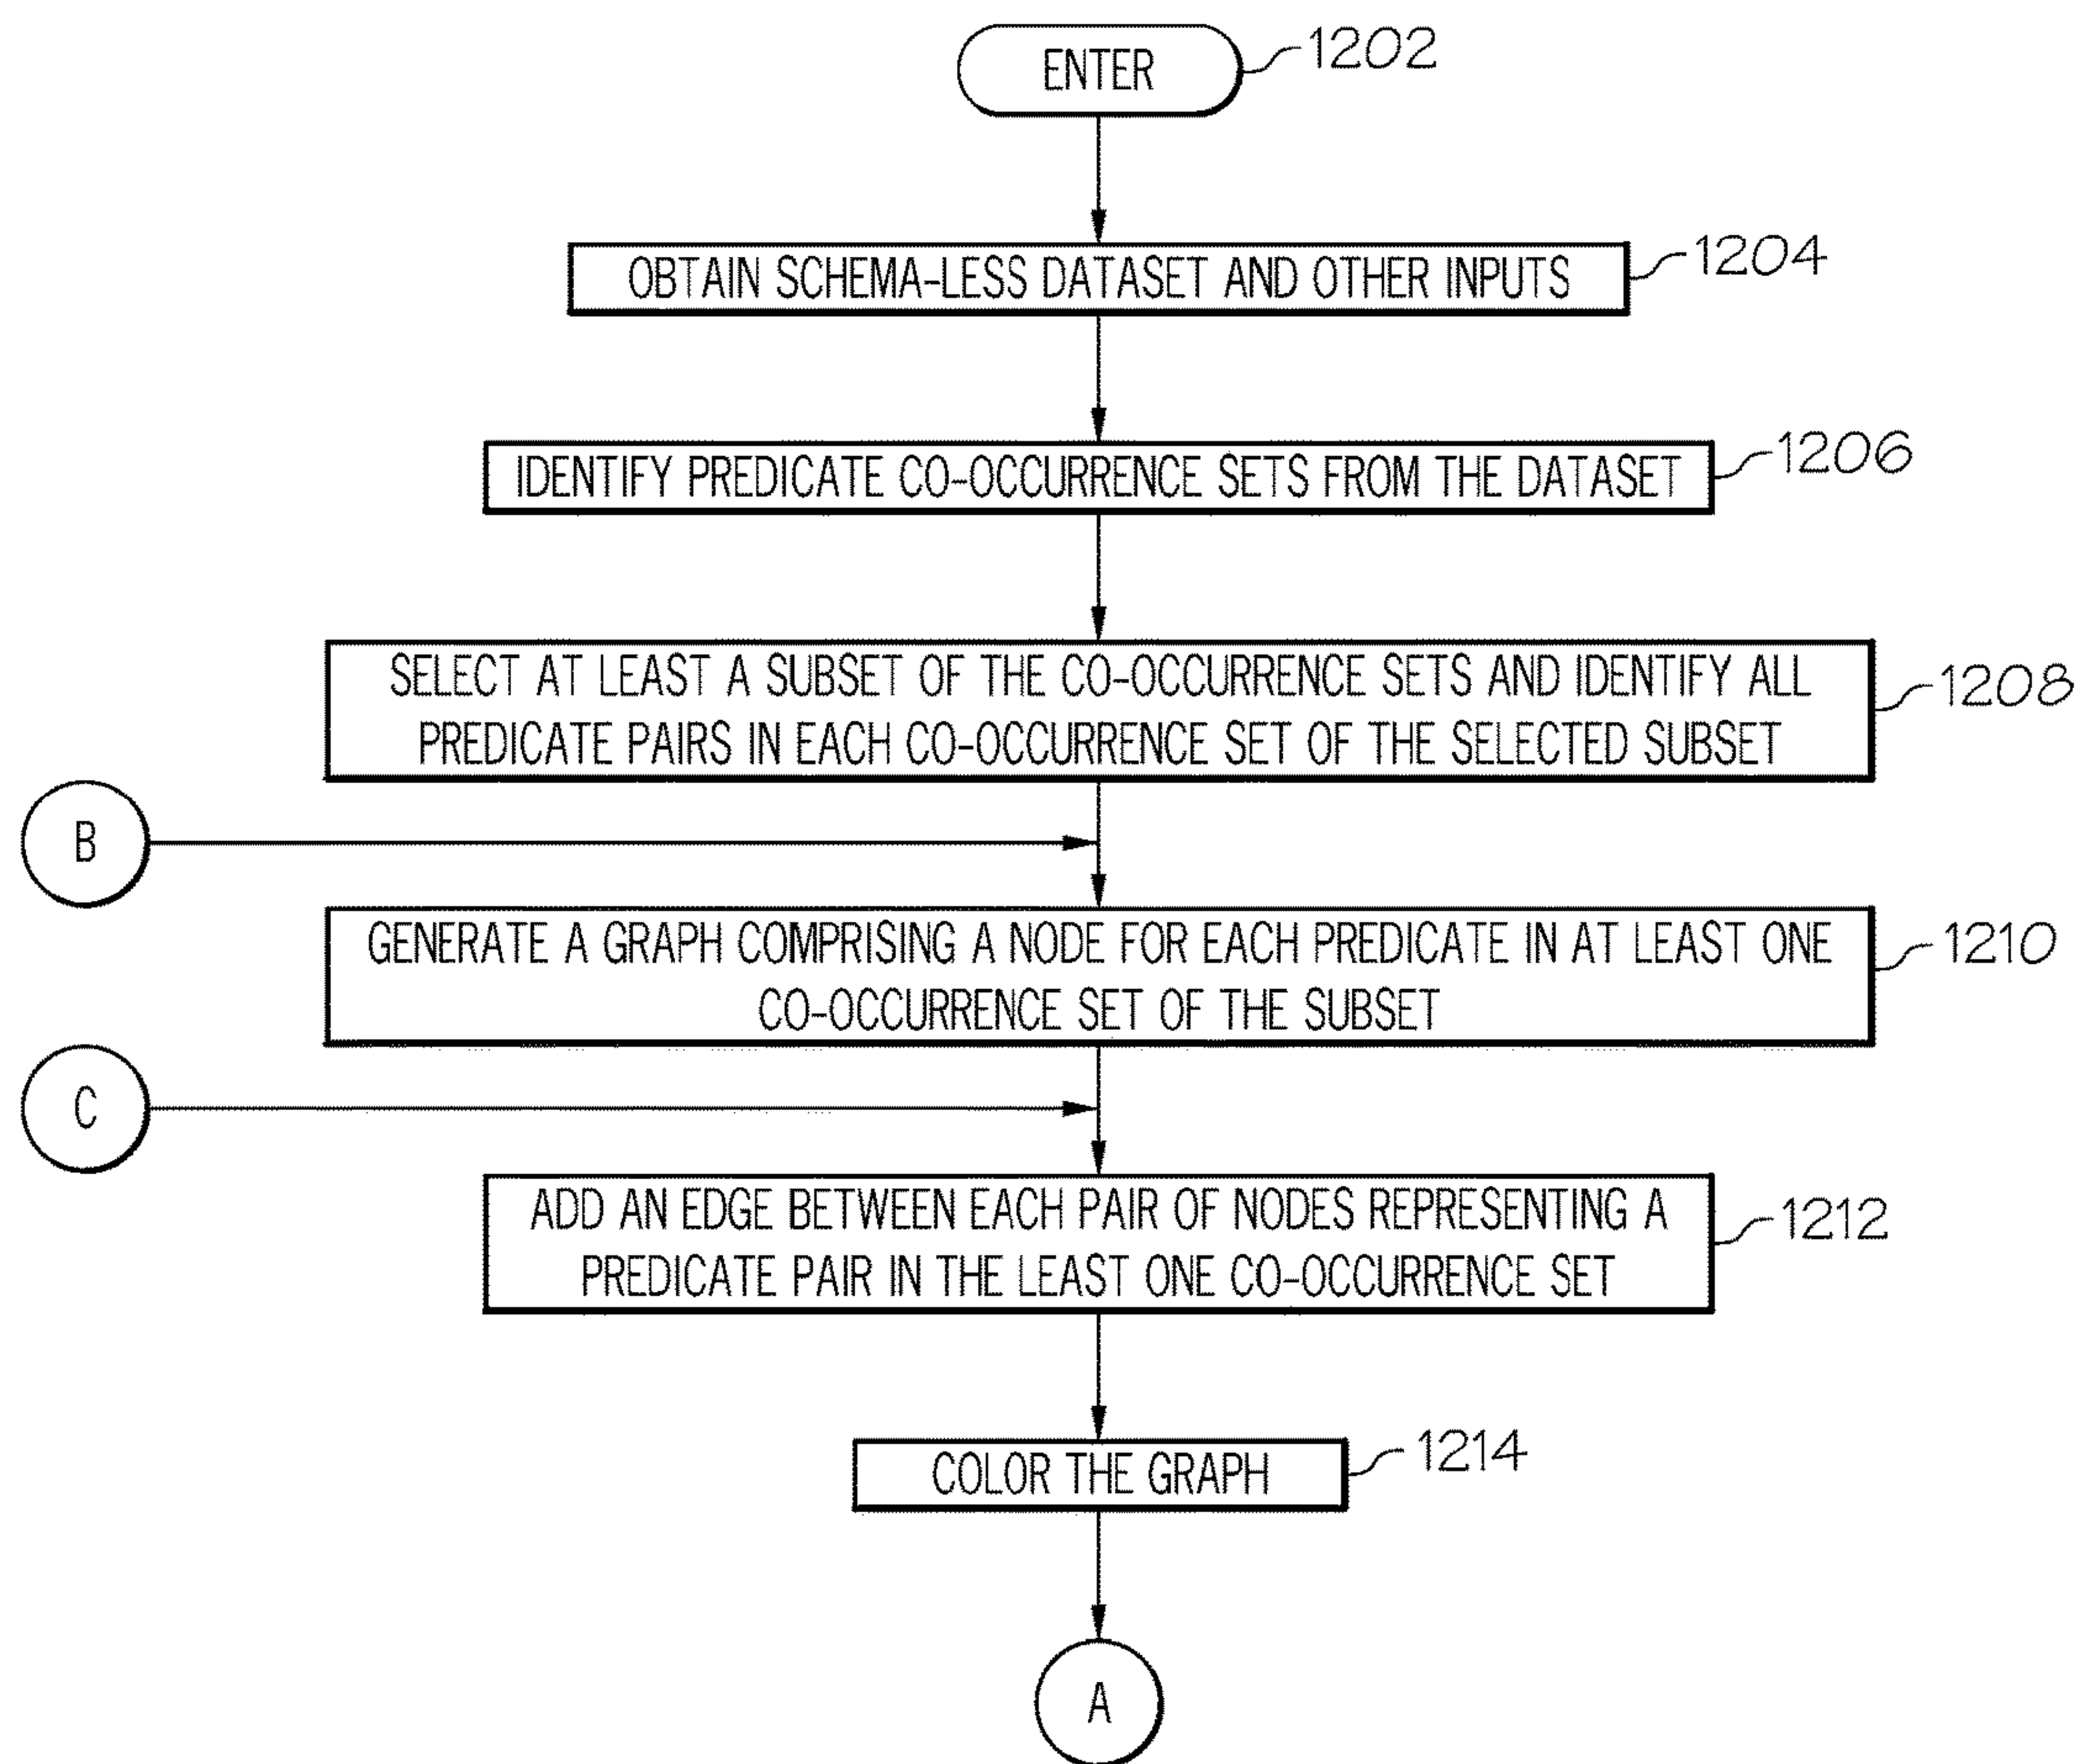 ENTER
1202
OBTAIN SCHEMA-LESS DATASET AND OTHER INPUTS
1204
IDENTIFY PREDICATE CO-OCCURRENCE SETS FROM THE DATASET
1206
SELECT AT LEAST A SUBSET OF THE CO-OCCURRENCE SETS AND IDENTIFY ALL
PREDICATE PAIRS IN EACH CO-OCCURRENCE SET OF THE SELECTED SUBSET
1208
B
GENERATE A GRAPH COMPRISING A NODE FOR EACH PREDICATE IN AT LEAST ONE
CO-OCCURRENCE SET OF THE SUBSET
1210
C
ADD AN EDGE BETWEEN EACH PAIR OF NODES REPRESENTING A
PREDICATE PAIR IN THE LEAST ONE CO-OCCURRENCE SET
1212
COLOR THE GRAPH
1214
A